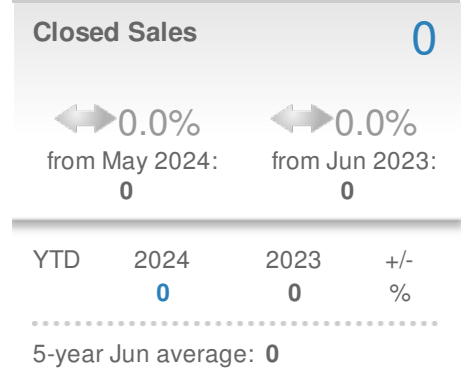 Closed Sales 0
0.0% 0.0%
from May 2024: from Jun 2023:
0 0
YTD 2024 2023 +/-
0 0 %
5-year Jun average: 0